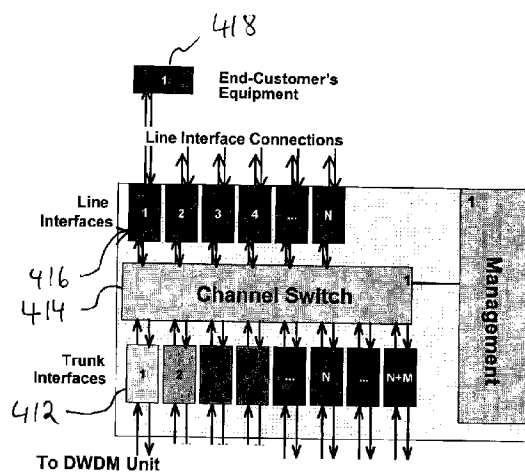 418
1
End-Customer's
Equipment
Line Interface Connections
Line
Interfaces
1 2 3 4 ... N
1
Management
416
414
Channel Switch 1
Trunk
Interfaces
1 2 ... N ... N+M
412
To DWDM Unit